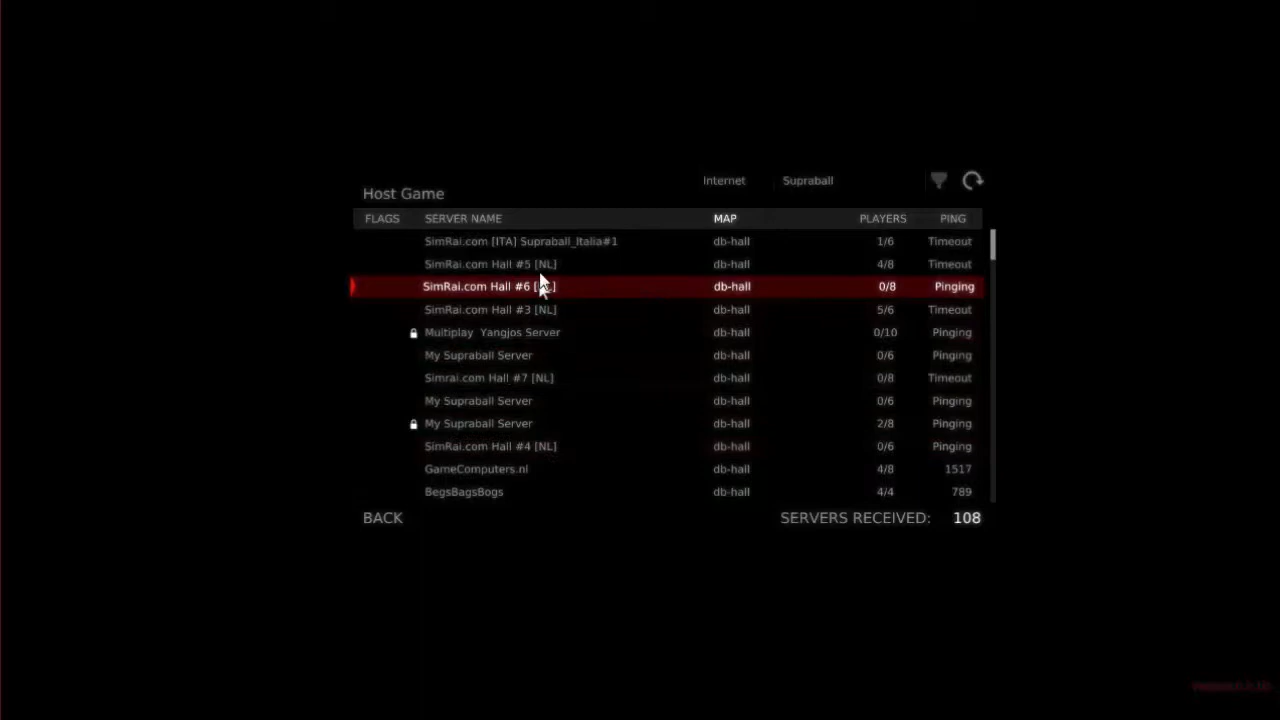 Internet Supraball
Host Game
FLAGS SERVER NAME MAP PLAYERS PING
SimRai.com [ITA] Supraball_Italia#1 db-hall 1/6 Timeout
SimRai.com Hall #5 [NL] db-hall 4/8 Timeout
SimRai.com Hall #6 db-hall 0/8 Pinging
SimRai.com Hall #3 [NL] db-hall 5/6 Timeout
Multiplay Yangjos Server db-hall 0/10 Pinging
My Supraball Server db-hall 0/6 Pinging
Simrai.com Hall #7 [NL] db-hall 0/8 Timeout
My Supraball Server db-hall 0/6 Pinging
My Supraball Server db-hall 2/8 Pinging
SimRai.com Hall #4 [NL] db-hall 0/6 Pinging
GameComputers.nl db-hall 4/8 1517
BegsBagsBogs db-hall 4/4 789
BACK SERVERS RECEIVED: 108